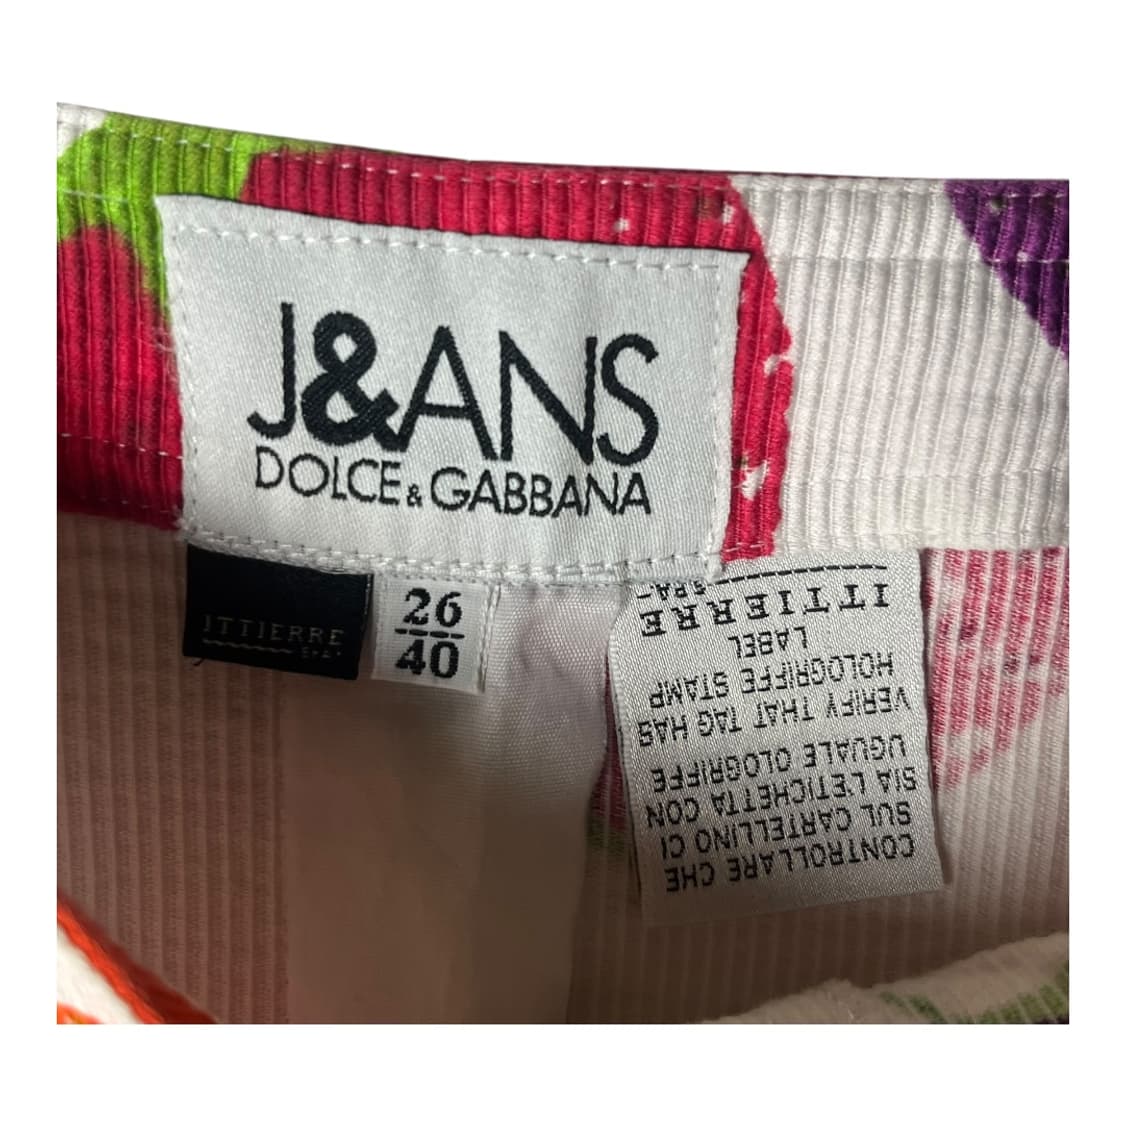 J&ANS
DOLCE & GABBANA
ITTIERRE
S.P.A.
26
40
CONTROLLARE CHE
SUL CARTELLINO CI
SIA L'ETICHETTA CON
UGUALE OLOGRIFFE
VERIFY THAT TAG HAS
HOLOGRIFFE STAMP
LABEL
ITTIERRE
S.P.A.